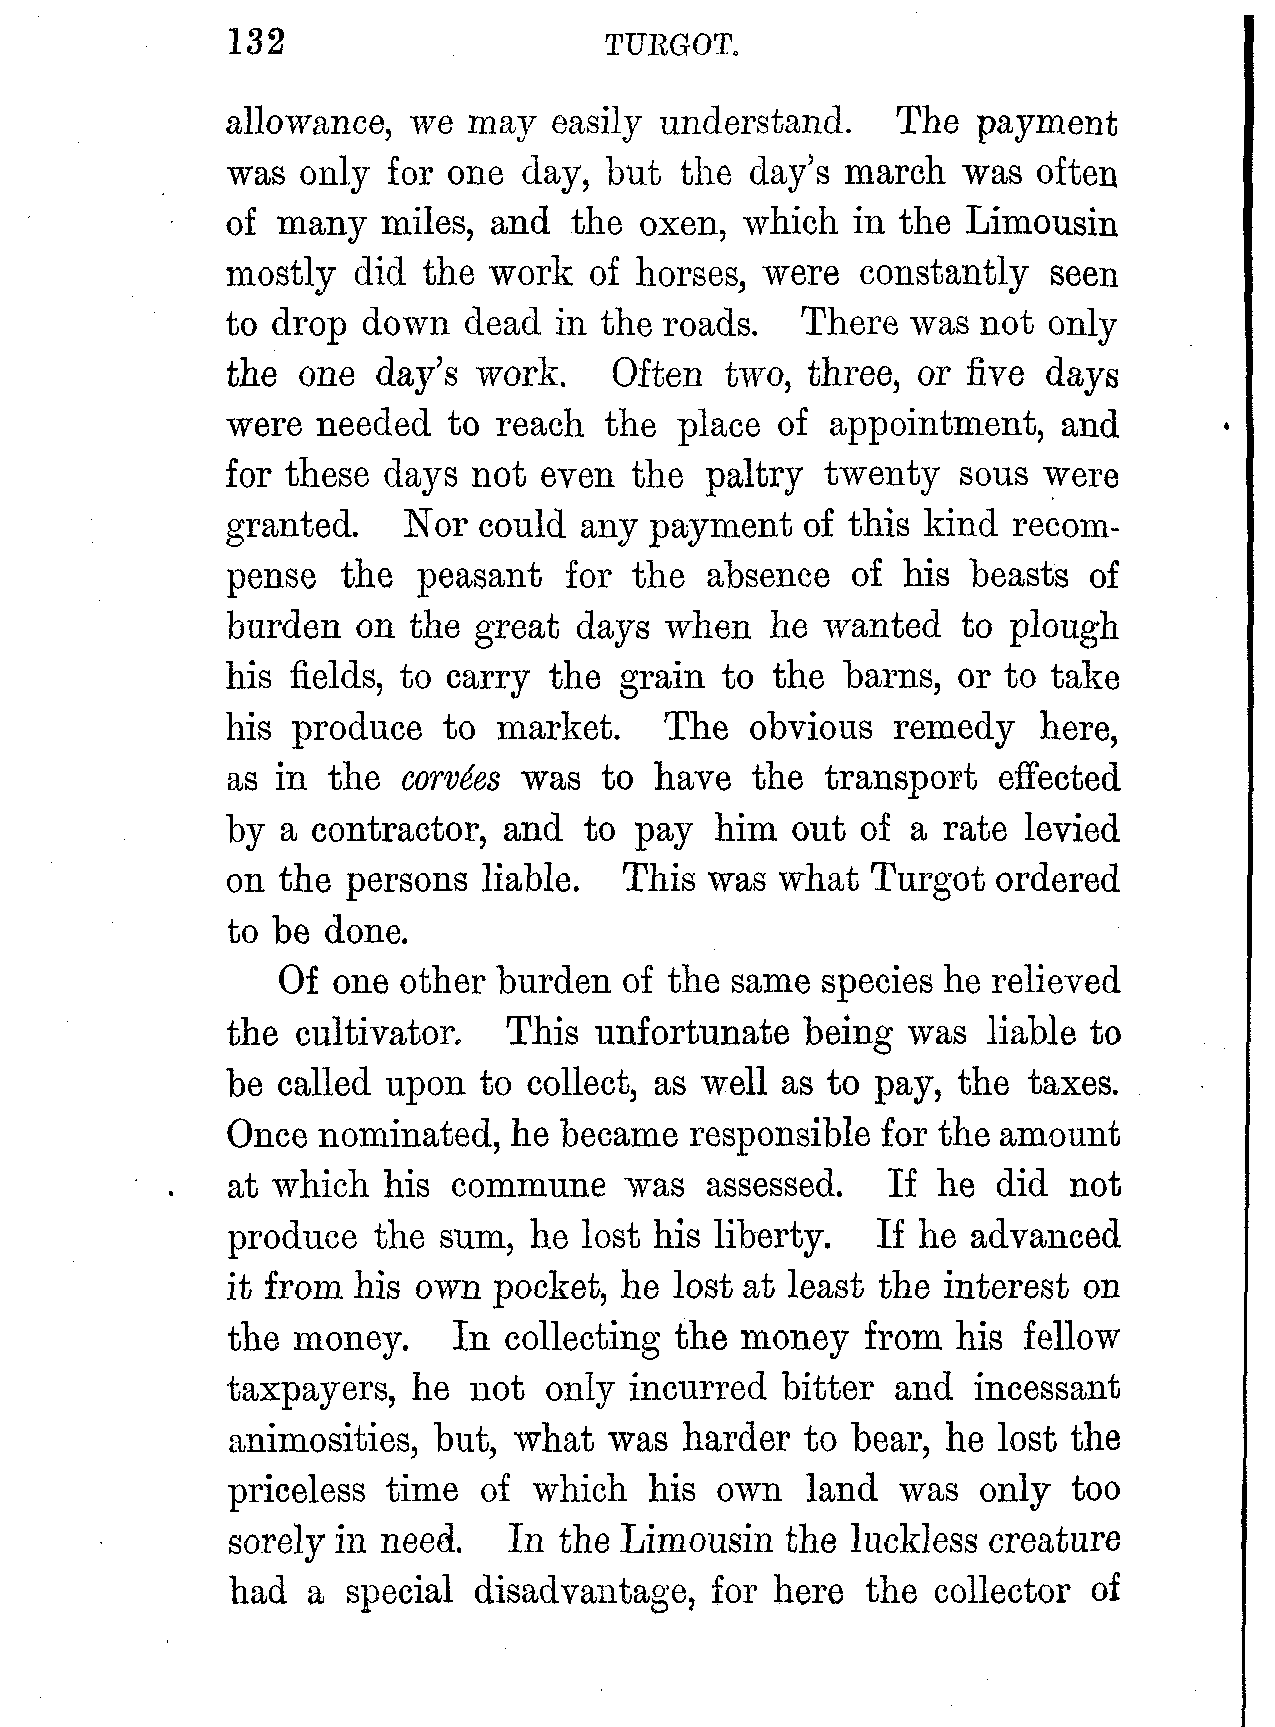 132 TURGOT.
allowance, we may easily understand. The payment
was only for one day, but the day's march was often
of many miles, and the oxen, which in the Limousin
mostly did the work of horses, were constantly seen
to drop down dead in the roads. There was not only
the one day's work. Often two, three, or five days
were needed to reach the place of appointment, and
for these days not even the paltry twenty sous were
granted. Nor could any payment of this kind recom-
pense the peasant for the absence of his beasts of
burden on the great days when he wanted to plough
his fields, to carry the grain to the barns, or to take
his produce to market. The obvious remedy here,
as in the corvées was to have the transport effected
by a contractor, and to pay him out of a rate levied
on the persons liable. This was what Turgot ordered
to be done.
Of one other burden of the same species he relieved
the cultivator. This unfortunate being was liable to
be called upon to collect, as well as to pay, the taxes.
Once nominated, he became responsible for the amount
at which his commune was assessed. If he did not
produce the sum, he lost his liberty. If he advanced
it from his own pocket, he lost at least the interest on
the money. In collecting the money from his fellow
taxpayers, he not only incurred bitter and incessant
animosities, but, what was harder to bear, he lost the
priceless time of which his own land was only too
sorely in need. In the Limousin the luckless creature
had a special disadvantage, for here the collector of